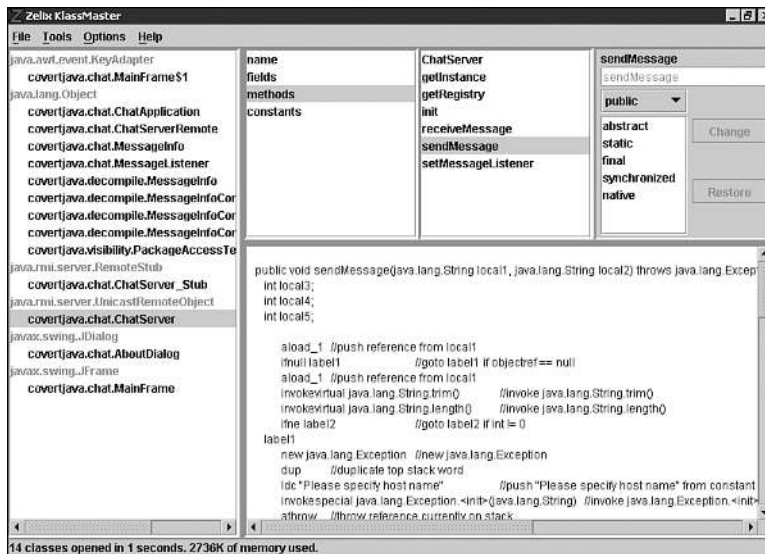 Zelix KlassMaster
File Tools Options Help
java.awt.event.KeyAdapter
covertjava.chat.MainFrame$1
java.lang.Object
covertjava.chat.ChatApplication
covertjava.chat.ChatServerRemote
covertjava.chat.MessageInfo
covertjava.chat.MessageListener
covertjava.decompile.MessageInfo
covertjava.decompile.MessageInfoCor
covertjava.decompile.MessageInfoCor
covertjava.decompile.MessageInfoCor
covertjava.visibility.PackageAccessTe
java.rmi.server.RemoteStub
covertjava.chat.ChatServer_Stub
java.rmi.server.UnicastRemoteObject
covertjava.chat.ChatServer
javax.swing.JDialog
covertjava.chat.AboutDialog
javax.swing.JFrame
covertjava.chat.MainFrame
name
fields
methods
constants
ChatServer
getInstance
getRegistry
init
receiveMessage
sendMessage
setMessageListener
sendMessage
sendMessage
public
abstract
static
final
synchronized
native
Change
Restore
public void sendMessage(java.lang.String local1, java.lang.String local2) throws java.lang.Except
int local3;
int local4;
int local5;
aload_1 //push reference from local1
ifnull label1 //goto label1 if objectref == null
aload_1 //push reference from local1
invokevirtual java.lang.String.trim() //invoke java.lang.String.trim()
invokevirtual java.lang.String.length() //invoke java.lang.String.length()
ifne label2 //goto label2 if int != 0
label1
new java.lang.Exception //new java.lang.Exception
dup //duplicate top stack word
ldc "Please specify host name" //push "Please specify host name" from constant
invokespecial java.lang.Exception.<init>(java.lang.String) //invoke java.lang.Exception.<init>
athrow //throw reference currently on stack
14 classes opened in 1 seconds. 2736K of memory used.